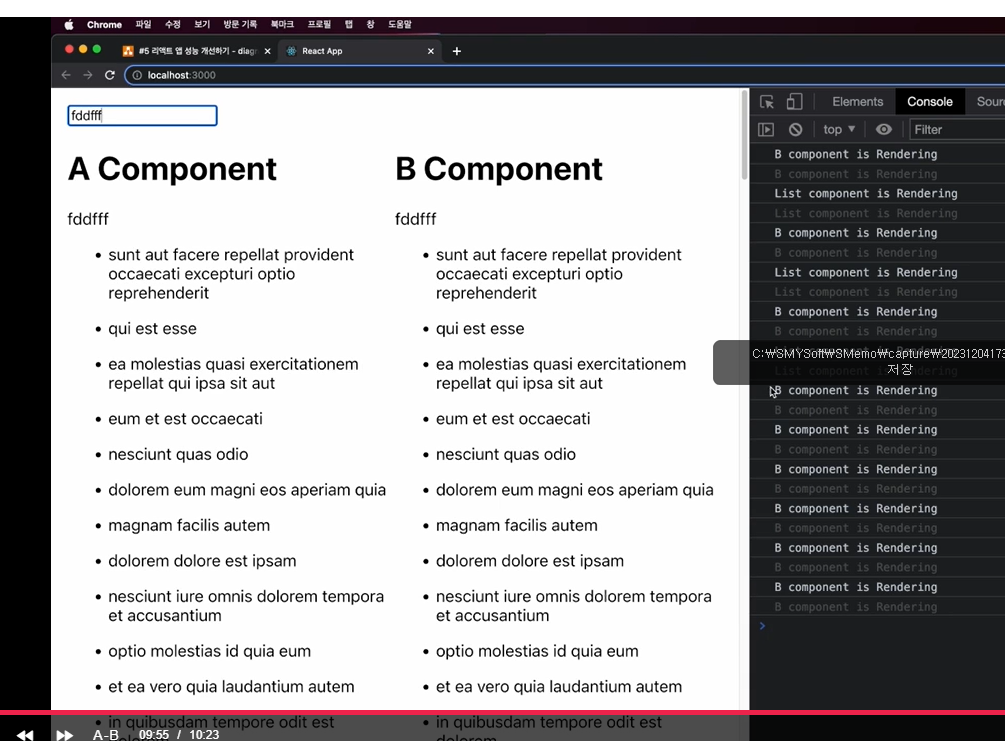 Chrome 파일 수정 보기 방문 기록 북마크 프로필 탭 창 도움말
#5 리액트 앱 성능 개선하기 - diagr × React App × +
localhost:3000
fddfff
Elements Console Sour
top ▼ Filter
A Component
fddfff
• sunt aut facere repellat provident
occaecati excepturi optio
reprehenderit
• qui est esse
• ea molestias quasi exercitationem
repellat qui ipsa sit aut
• eum et est occaecati
• nesciunt quas odio
• dolorem eum magni eos aperiam quia
• magnam facilis autem
• dolorem dolore est ipsam
• nesciunt iure omnis dolorem tempora
et accusantium
• optio molestias id quia eum
• et ea vero quia laudantium autem
• in quibusdam tempore odit est
B Component
fddfff
• sunt aut facere repellat provident
occaecati excepturi optio
reprehenderit
• qui est esse
• ea molestias quasi exercitationem
repellat qui ipsa sit aut
• eum et est occaecati
• nesciunt quas odio
• dolorem eum magni eos aperiam quia
• magnam facilis autem
• dolorem dolore est ipsam
• nesciunt iure omnis dolorem tempora
et accusantium
• optio molestias id quia eum
• et ea vero quia laudantium autem
• in quibusdam tempore odit est
dolorem
B component is Rendering
B component is Rendering
List component is Rendering
List component is Rendering
B component is Rendering
B component is Rendering
List component is Rendering
List component is Rendering
B component is Rendering
B component is Rendering
C:₩SMYSoft₩SMemo₩capture₩20231204173
저장
List component is Rendering
B component is Rendering
B component is Rendering
B component is Rendering
B component is Rendering
B component is Rendering
B component is Rendering
B component is Rendering
B component is Rendering
B component is Rendering
B component is Rendering
B component is Rendering
B component is Rendering
A-B 09:55 / 10:23